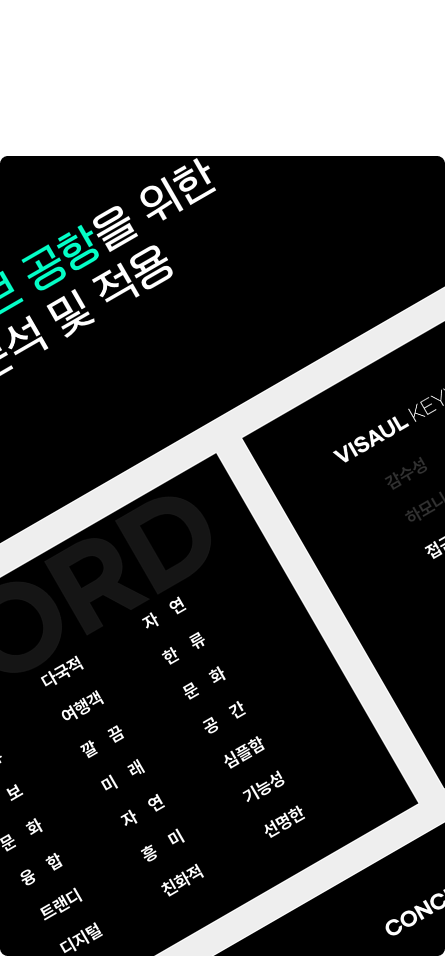 브 공항을 위한
석 및 적용
ORD
보
문 화
융 합
트랜디
디지털
다국적
여행객
깔 끔
미 래
자 연
흥 미
친화적
자 연
한 류
문 화
공 간
심플함
기능성
선명한
VISAUL KEY
감수성
하모니
접근
CONC